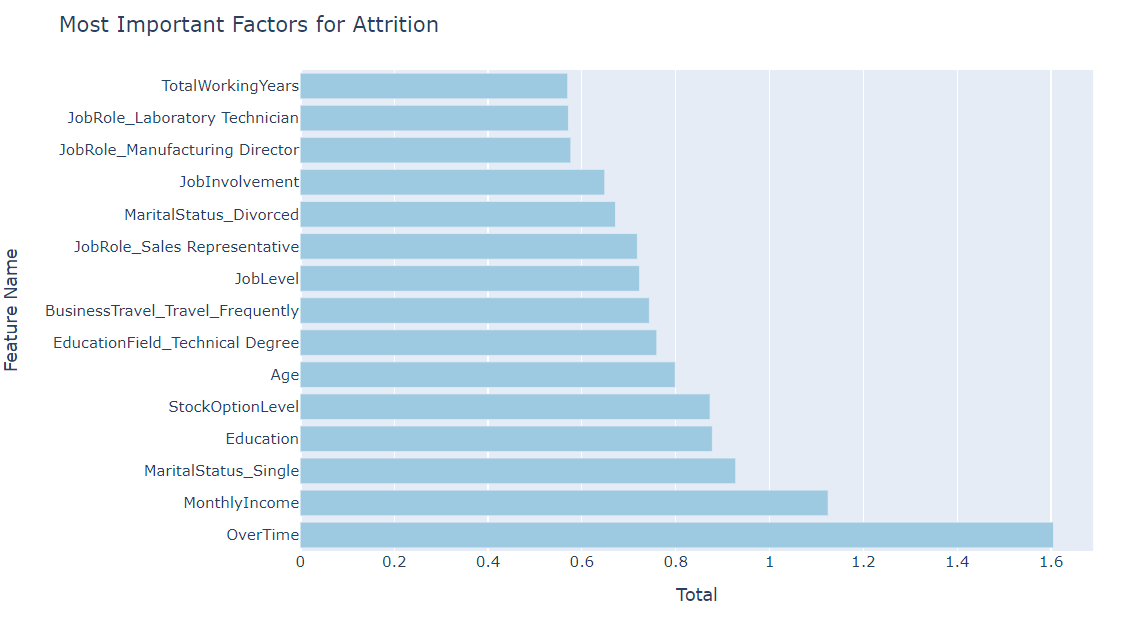 Most Important Factors for Attrition
Feature Name
TotalWorkingYears
JobRole_Laboratory Technician
JobRole_Manufacturing Director
JobInvolvement
MaritalStatus_Divorced
JobRole_Sales Representative
JobLevel
BusinessTravel_Travel_Frequently
EducationField_Technical Degree
Age
StockOptionLevel
Education
MaritalStatus_Single
MonthlyIncome
OverTime
0 0.2 0.4 0.6 0.8 1 1.2 1.4 1.6
Total